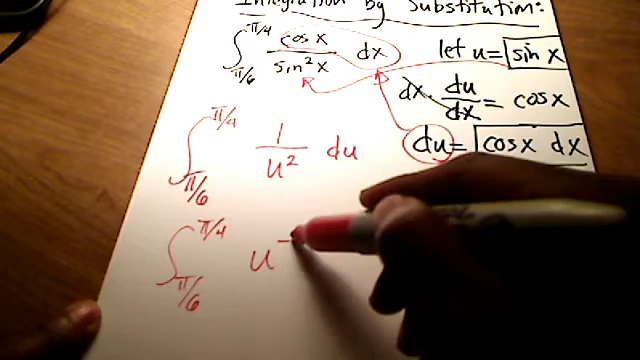 Integration by Substitution:
∫ π/4 π/6 cos x / sin² x dx let u = sin x
dx · du/dx = cos x
du = cos x dx
∫ π/4 π/6 1/u² du
∫ π/4 π/6 u⁻